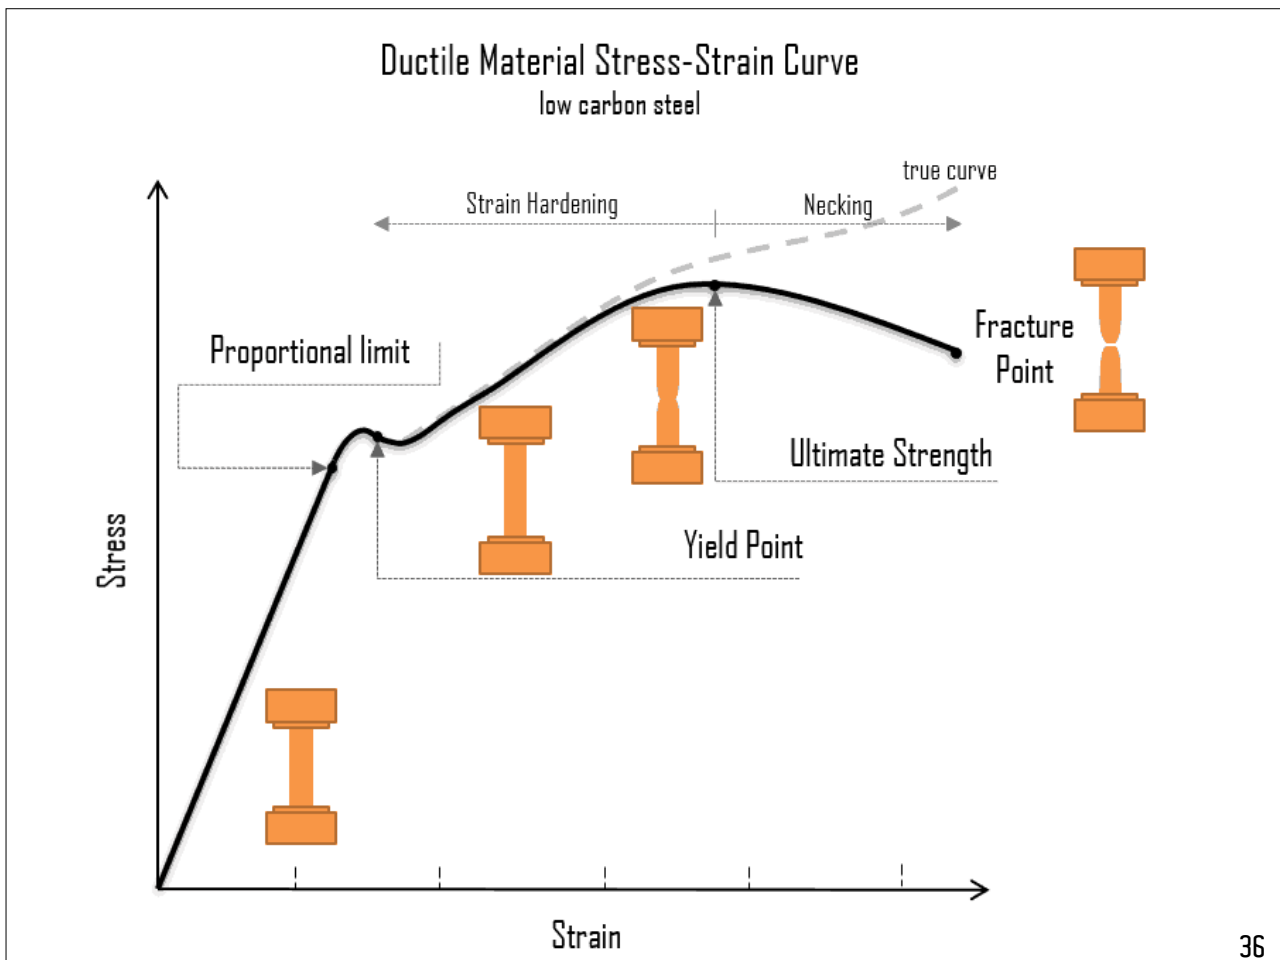 Ductile Material Stress-Strain Curve
low carbon steel
true curve
Strain Hardening
Necking
Proportional limit
Fracture
Point
Ultimate Strength
Yield Point
Stress
Strain
36